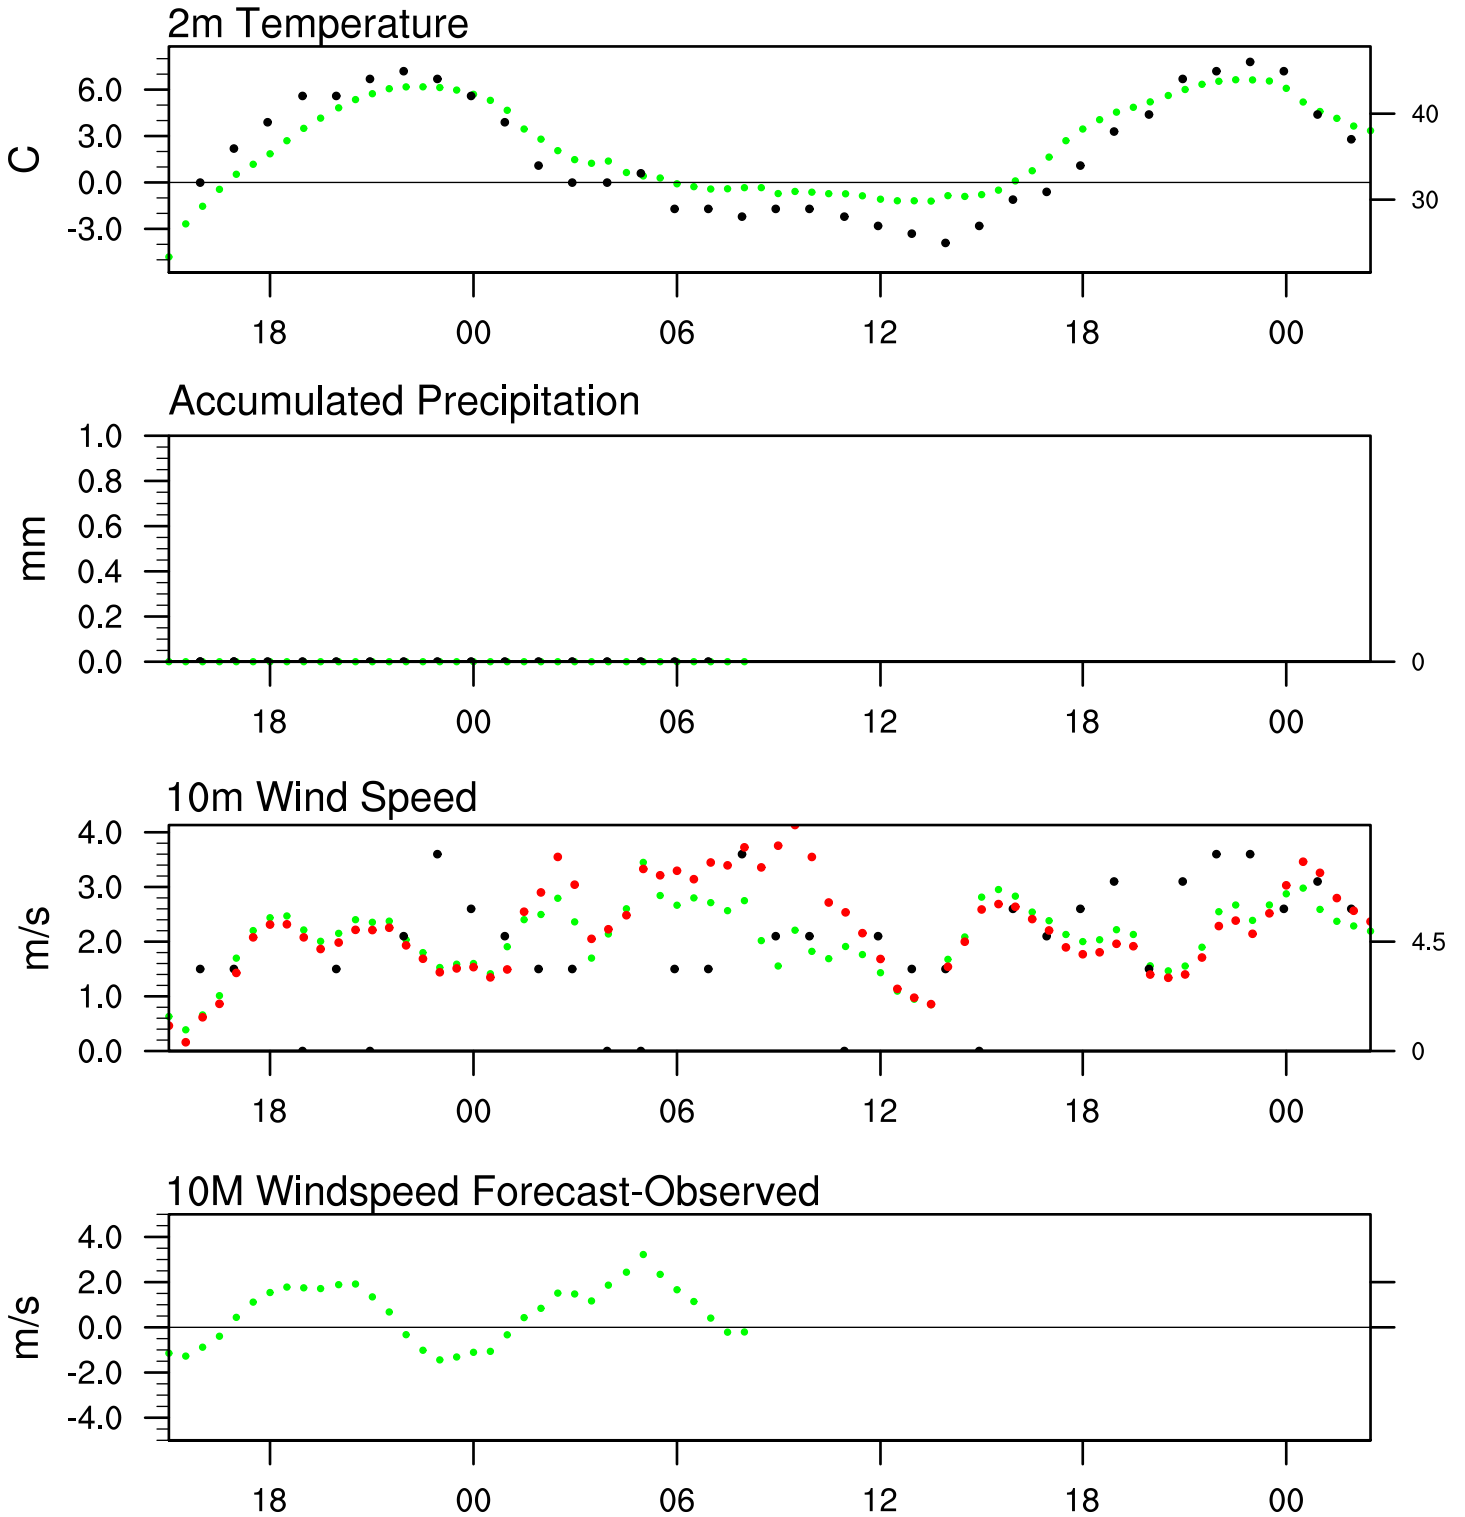 2m Temperature
6.0
3.0
0.0
-3.0
C
40
30
18 00 06 12 18 00
Accumulated Precipitation
1.0
0.8
0.6
0.4
0.2
0.0
mm
0
18 00 06 12 18 00
10m Wind Speed
4.0
3.0
2.0
1.0
0.0
m/s
4.5
0
18 00 06 12 18 00
10M Windspeed Forecast-Observed
4.0
2.0
0.0
-2.0
-4.0
m/s
18 00 06 12 18 00